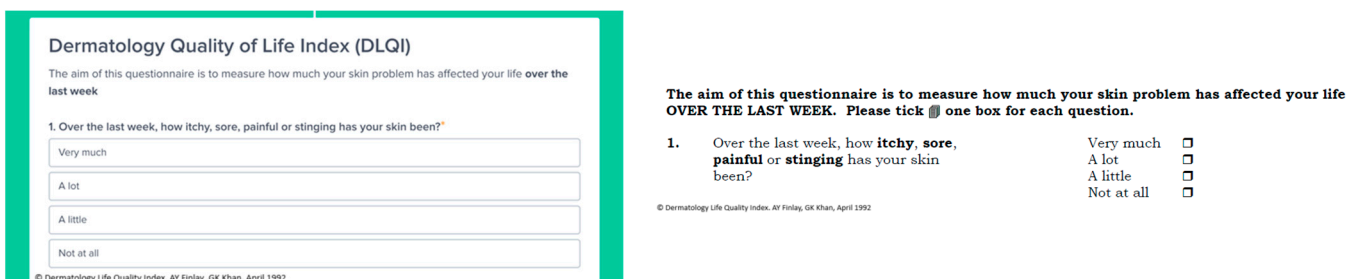 Dermatology Quality of Life Index (DLQI)
The aim of this questionnaire is to measure how much your skin problem has affected your life over the
last week
1. Over the last week, how itchy, sore, painful or stinging has your skin been?*
Very much
A lot
A little
Not at all
© Dermatology Life Quality Index. AY Finlay, GK Khan, April 1992
The aim of this questionnaire is to measure how much your skin problem has affected your life
OVER THE LAST WEEK. Please tick one box for each question.
1. Over the last week, how itchy, sore, Very much
painful or stinging has your skin A lot
been? A little
Not at all
© Dermatology Life Quality Index. AY Finlay, GK Khan, April 1992